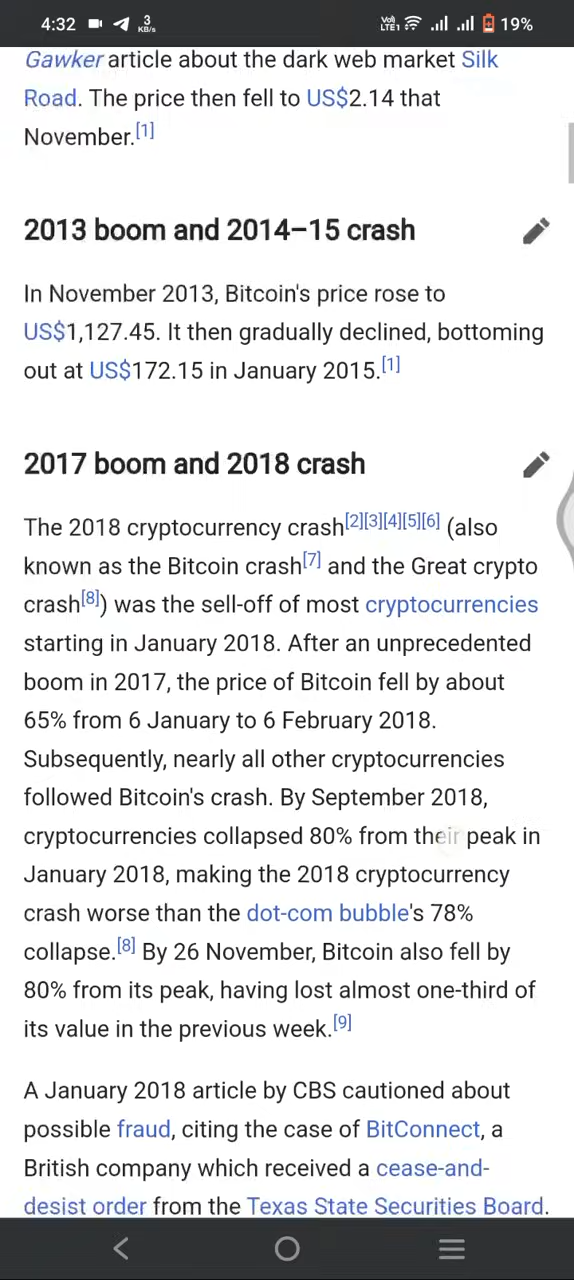 4:32
3
KB/s
Vo)
LTE1
19%
Gawker article about the dark web market Silk
Road. The price then fell to US$2.14 that
November.[1]
2013 boom and 2014–15 crash
In November 2013, Bitcoin's price rose to
US$1,127.45. It then gradually declined, bottoming
out at US$172.15 in January 2015.[1]
2017 boom and 2018 crash
The 2018 cryptocurrency crash[2][3][4][5][6] (also
known as the Bitcoin crash[7] and the Great crypto
crash[8]) was the sell-off of most cryptocurrencies
starting in January 2018. After an unprecedented
boom in 2017, the price of Bitcoin fell by about
65% from 6 January to 6 February 2018.
Subsequently, nearly all other cryptocurrencies
followed Bitcoin's crash. By September 2018,
cryptocurrencies collapsed 80% from their peak in
January 2018, making the 2018 cryptocurrency
crash worse than the dot-com bubble's 78%
collapse.[8] By 26 November, Bitcoin also fell by
80% from its peak, having lost almost one-third of
its value in the previous week.[9]
A January 2018 article by CBS cautioned about
possible fraud, citing the case of BitConnect, a
British company which received a cease-and-
desist order from the Texas State Securities Board.